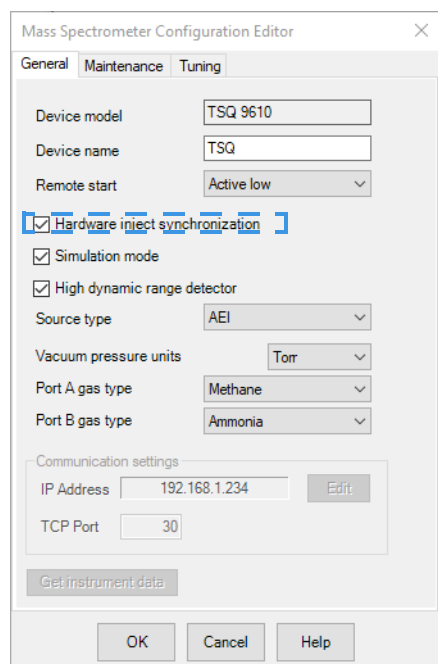 Mass Spectrometer Configuration Editor
General Maintenance Tuning
Device model TSQ 9610
Device name TSQ
Remote start Active low
Hardware inject synchronization
Simulation mode
High dynamic range detector
Source type AEI
Vacuum pressure units Torr
Port A gas type Methane
Port B gas type Ammonia
Communication settings
IP Address 192.168.1.234 Edit
TCP Port 30
Get instrument data
OK Cancel Help